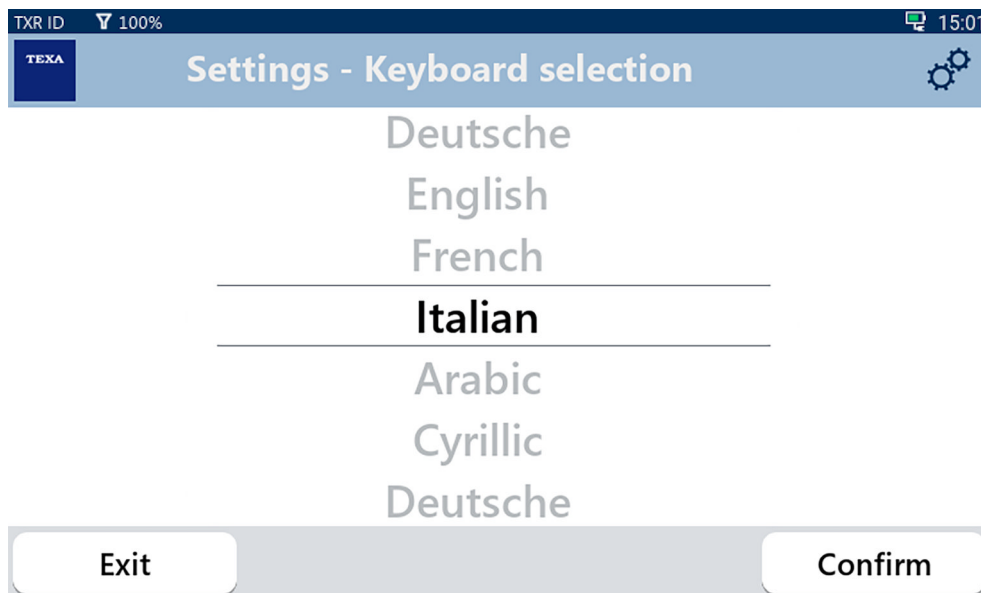 TXR ID 100% 15:01
TEXA
Settings - Keyboard selection
Deutsche
English
French
Italian
Arabic
Cyrillic
Deutsche
Exit
Confirm